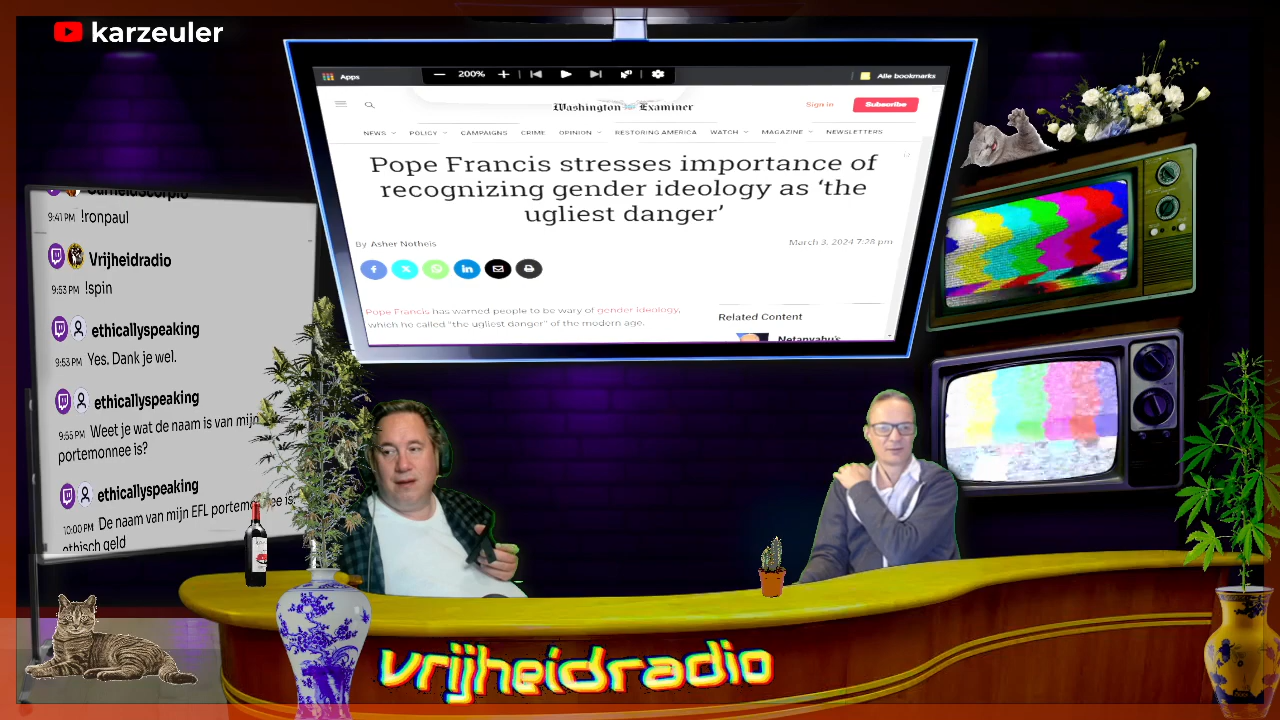 karzeuler
Apps
200%
Alle bookmarks
Washington Examiner
Sign in
Subscribe
NEWS
POLICY
CAMPAIGNS
CRIME
OPINION
RESTORING AMERICA
WATCH
MAGAZINE
NEWSLETTERS
Pope Francis stresses importance of
recognizing gender ideology as ‘the
ugliest danger’
By Asher Notheis
March 3, 2024 7:28 pm
Pope Francis has warned people to be wary of gender ideology,
which he called "the ugliest danger" of the modern age.
Related Content
Netanyahu's
9:41 PM !ronpaul
Vrijheidradio
9:53 PM !spin
ethicallyspeaking
9:53 PM Yes. Dank je wel.
ethicallyspeaking
9:55 PM Weet je wat de naam is van mijn
portemonnee is?
ethicallyspeaking
10:00 PM De naam van mijn EFL portemonnee is:
ethisch geld
vrijheidradio